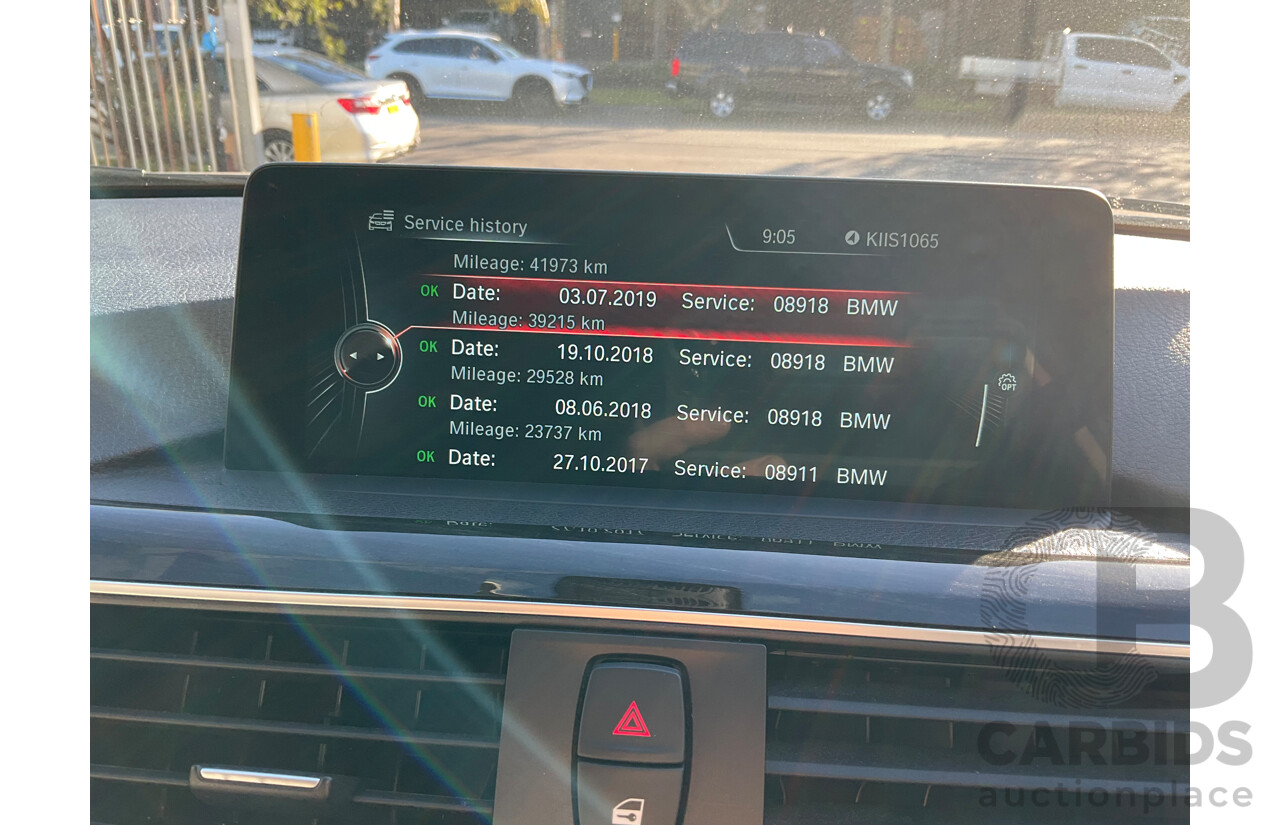 Service history
9:05
KIIS1065
Mileage: 41973 km
OK Date: 03.07.2019 Service: 08918 BMW
Mileage: 39215 km
OK Date: 19.10.2018 Service: 08918 BMW
Mileage: 29528 km
OPT
OK Date: 08.06.2018 Service: 08918 BMW
Mileage: 23737 km
OK Date: 27.10.2017 Service: 08911 BMW
CARBIDS
auctionplace